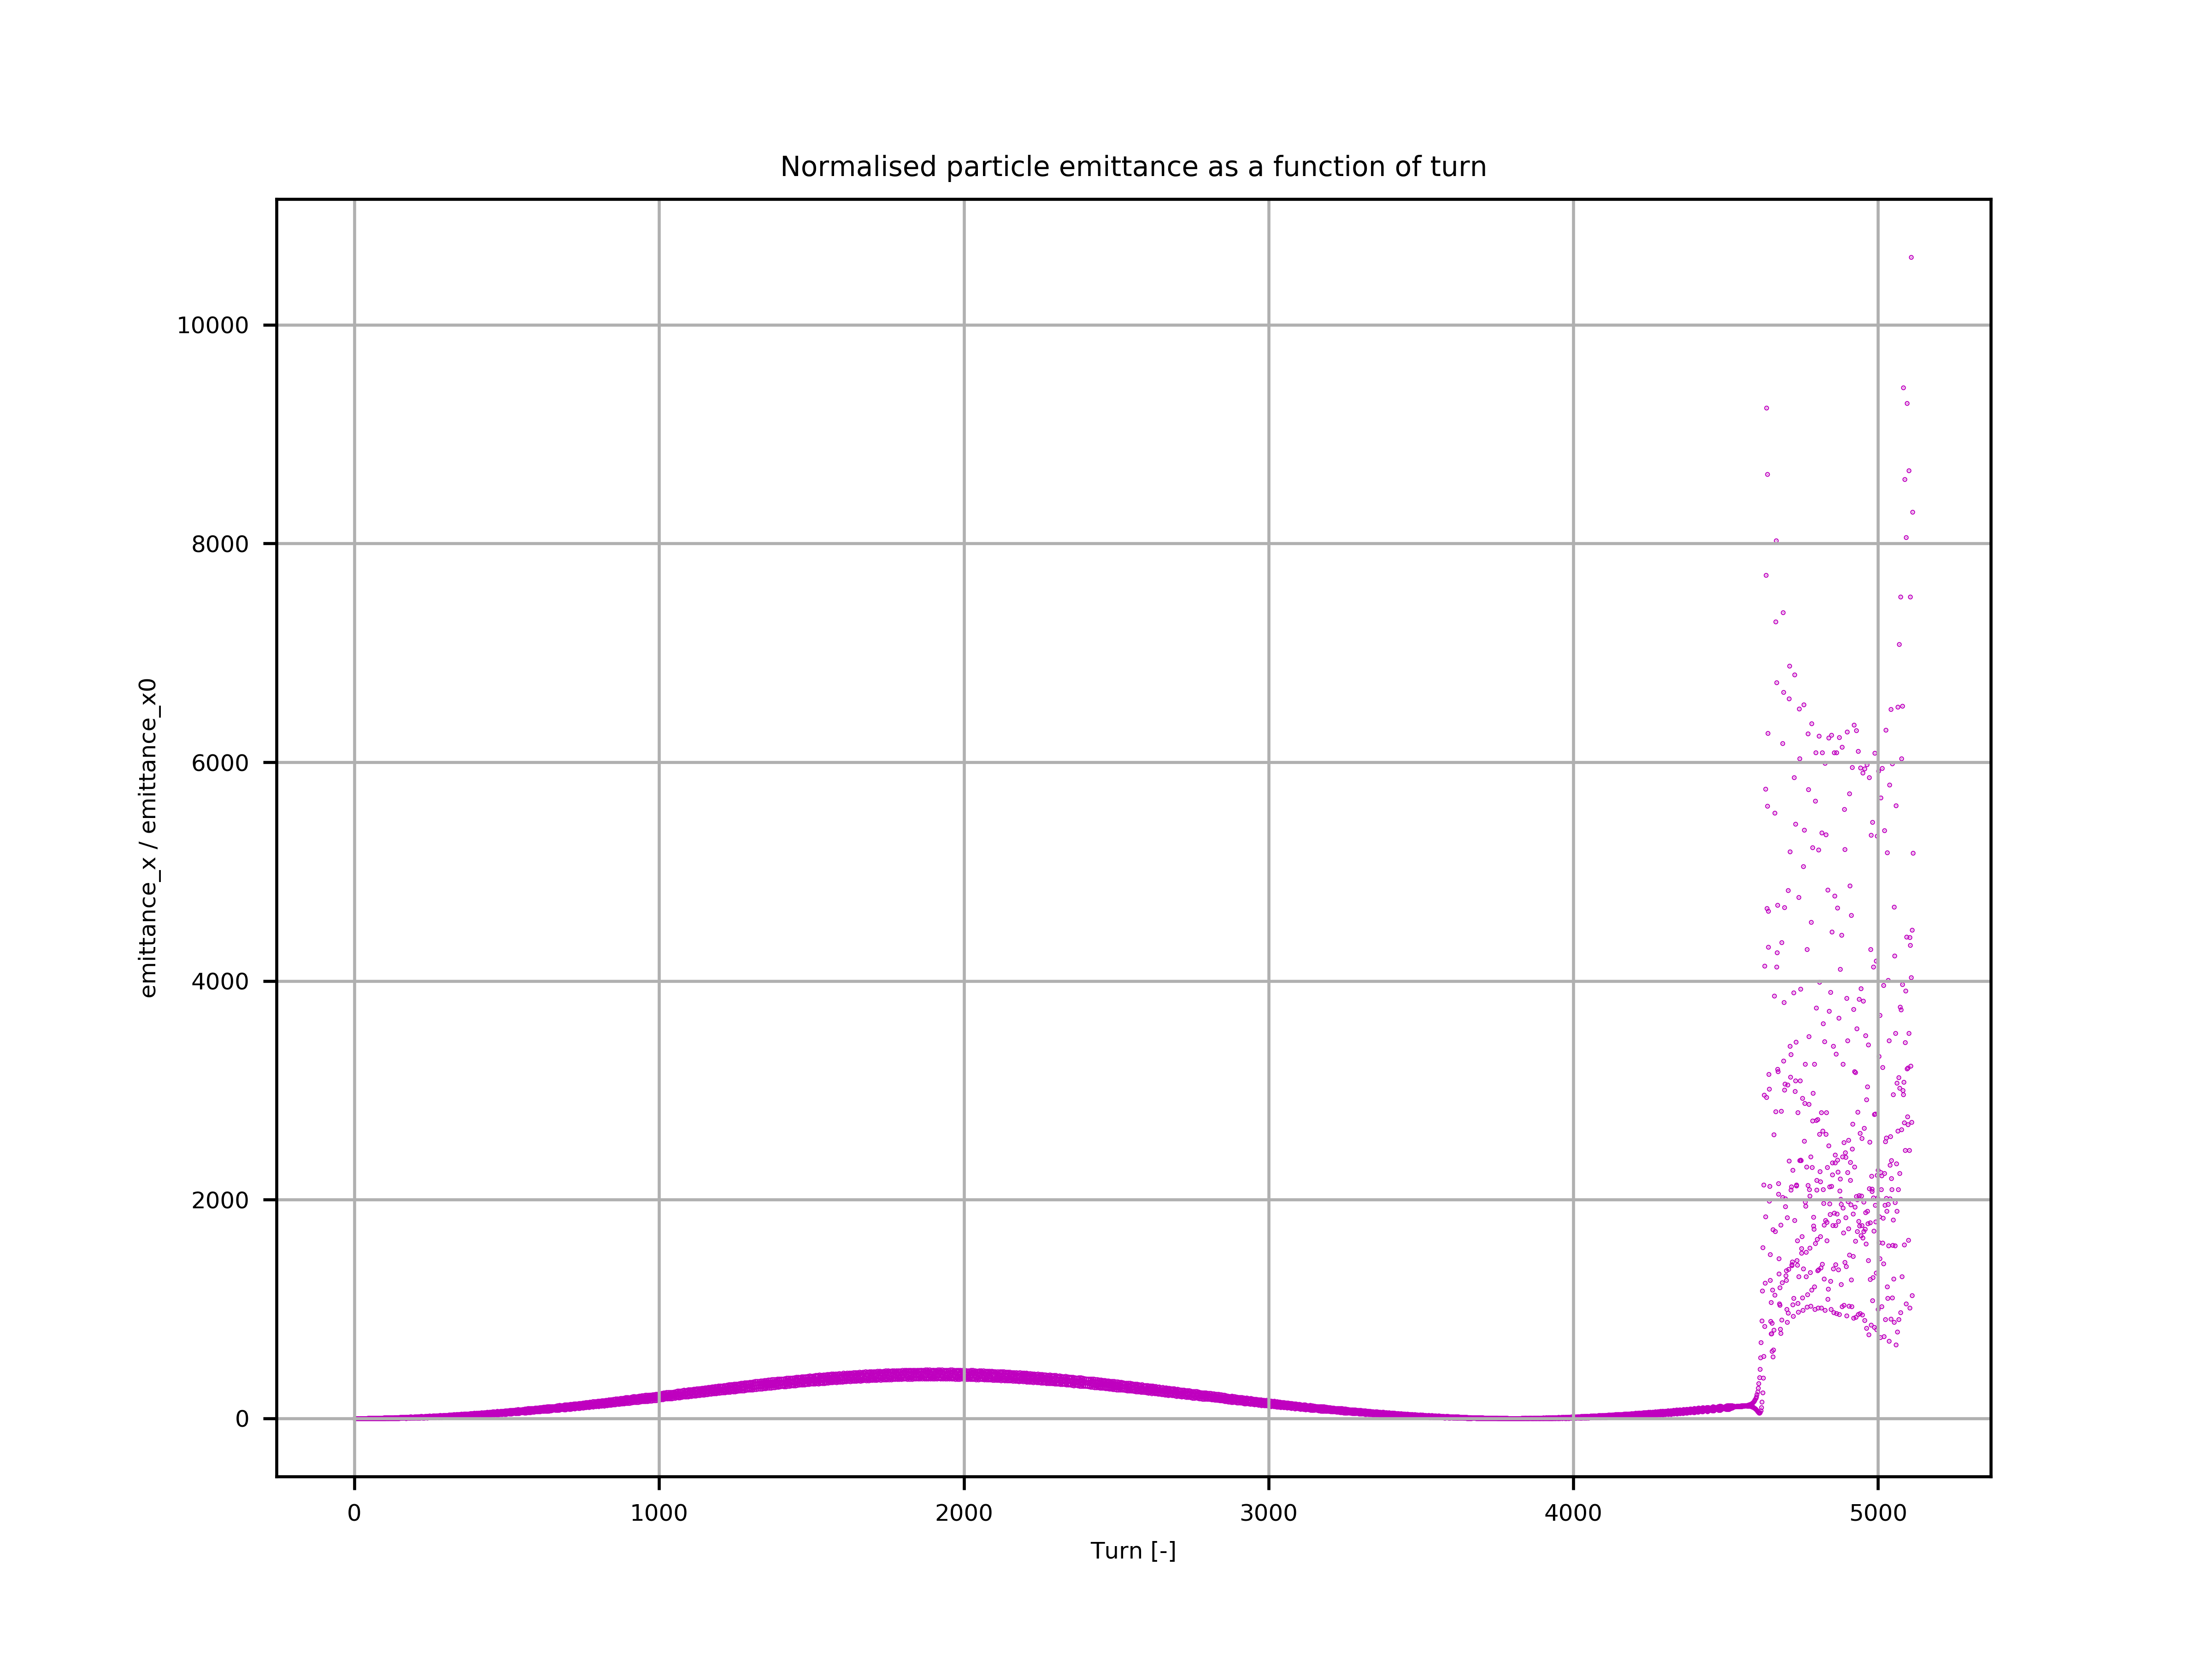 Normalised particle emittance as a function of turn
emittance_x / emittance_x0
10000
8000
6000
4000
2000
0
0 1000 2000 3000 4000 5000
Turn [-]